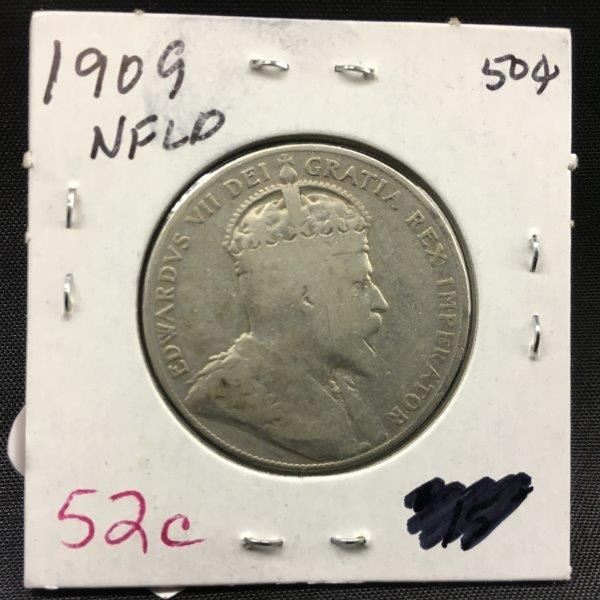 1909
50¢
NFLD
EDWARDVS VII DEI GRATIA REX IMPERATOR
52c
15